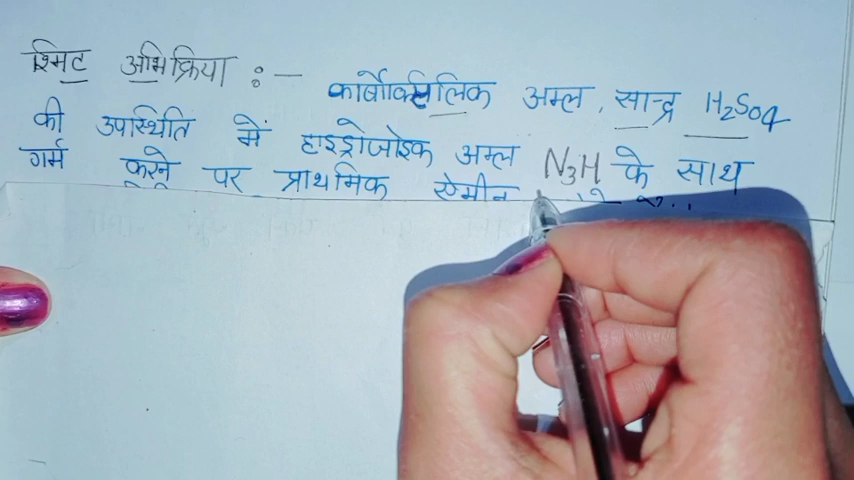 श्मिट अभिक्रिया :- कार्बोक्सिलिक अम्ल, सान्द्र H₂SO₄
की उपस्थिति में हाइड्रोजोइक अम्ल N₃H के साथ
गर्म करने पर प्राथमिक ऐमीन